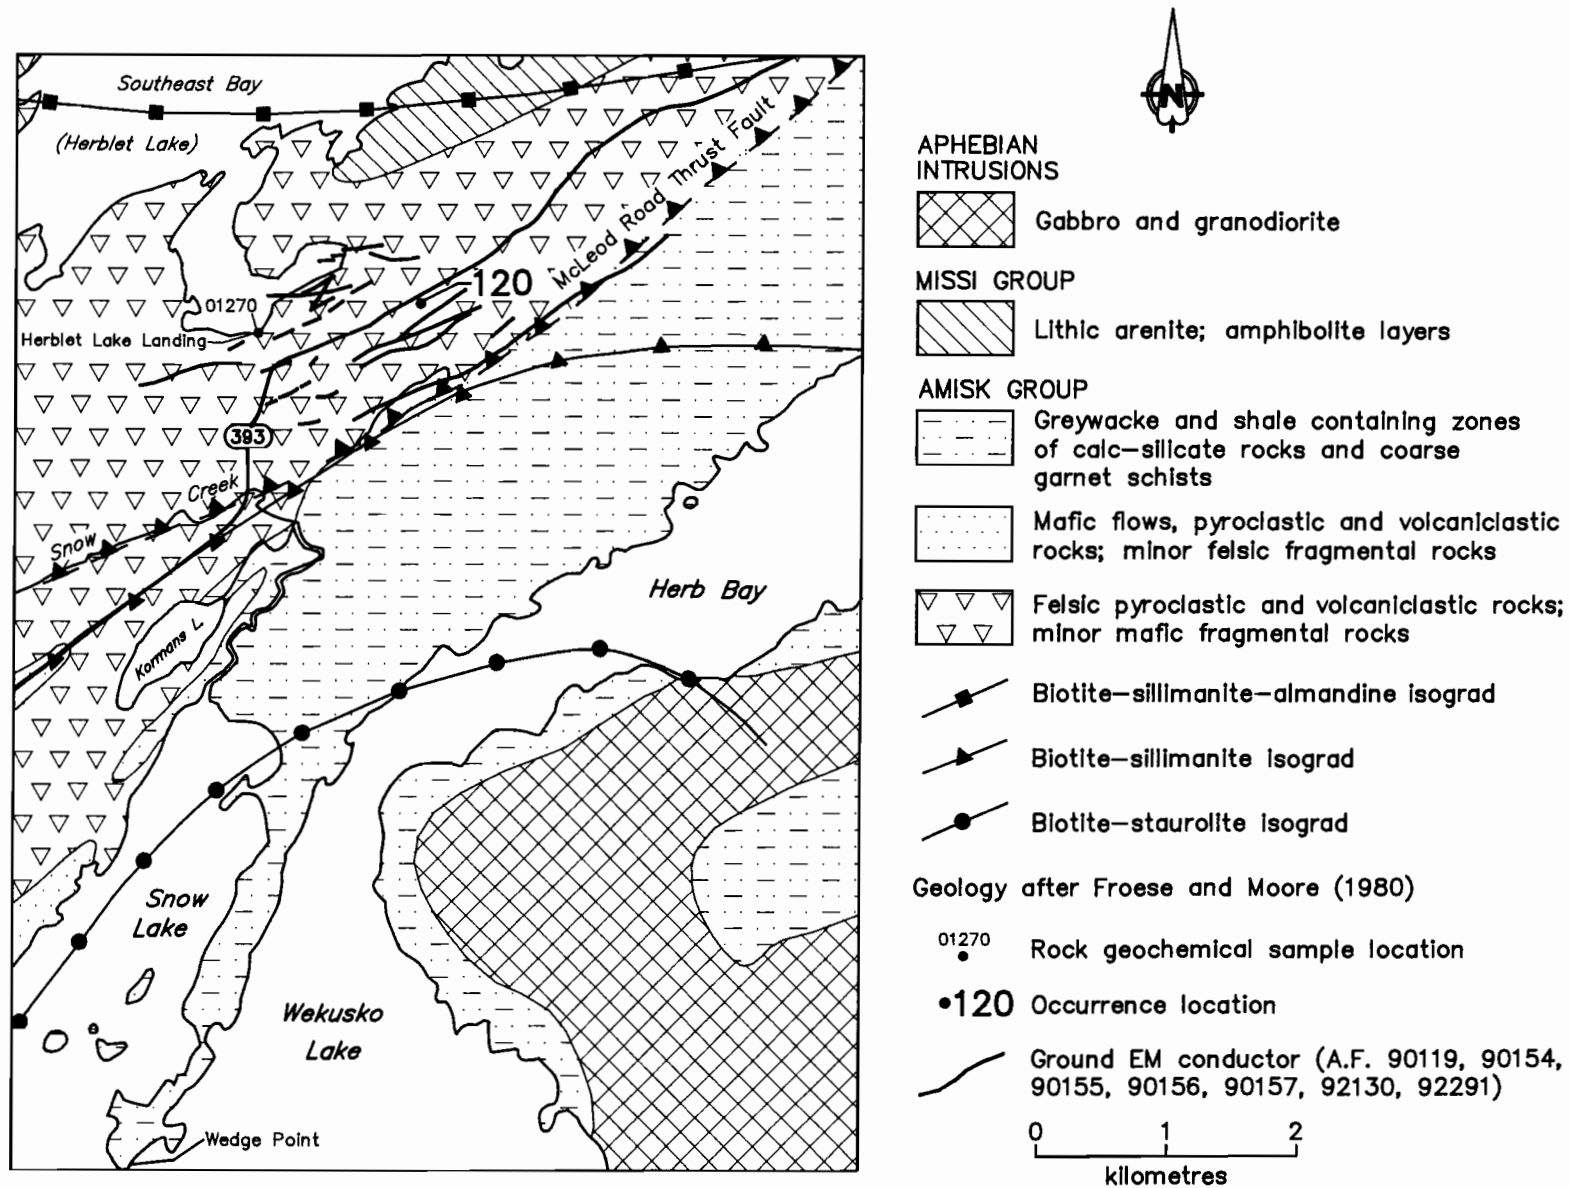 Southeast Bay
(Herblet Lake)
McLeod Road Thrust Fault
120
01270
Herblet Lake Landing
393
Snow Creek
Kormans L.
Herb Bay
Snow
Lake
Wekusko
Lake
Wedge Point
N
APHEBIAN
INTRUSIONS
Gabbro and granodiorite
MISSI GROUP
Lithic arenite; amphibolite layers
AMISK GROUP
Greywacke and shale containing zones
of calc-silicate rocks and coarse
garnet schists
Mafic flows, pyroclastic and volcaniclastic
rocks; minor felsic fragmental rocks
Felsic pyroclastic and volcaniclastic rocks;
minor mafic fragmental rocks
Biotite-sillimanite-almandine isograd
Biotite-sillimanite isograd
Biotite-staurolite isograd
Geology after Froese and Moore (1980)
01270
Rock geochemical sample location
•120 Occurrence location
Ground EM conductor (A.F. 90119, 90154,
90155, 90156, 90157, 92130, 92291)
0 1 2
kilometres